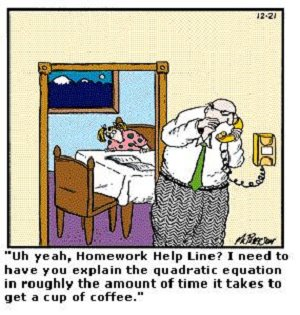 12-21
"Uh yeah, Homework Help Line? I need to
have you explain the quadratic equation
in roughly the amount of time it takes to
get a cup of coffee."